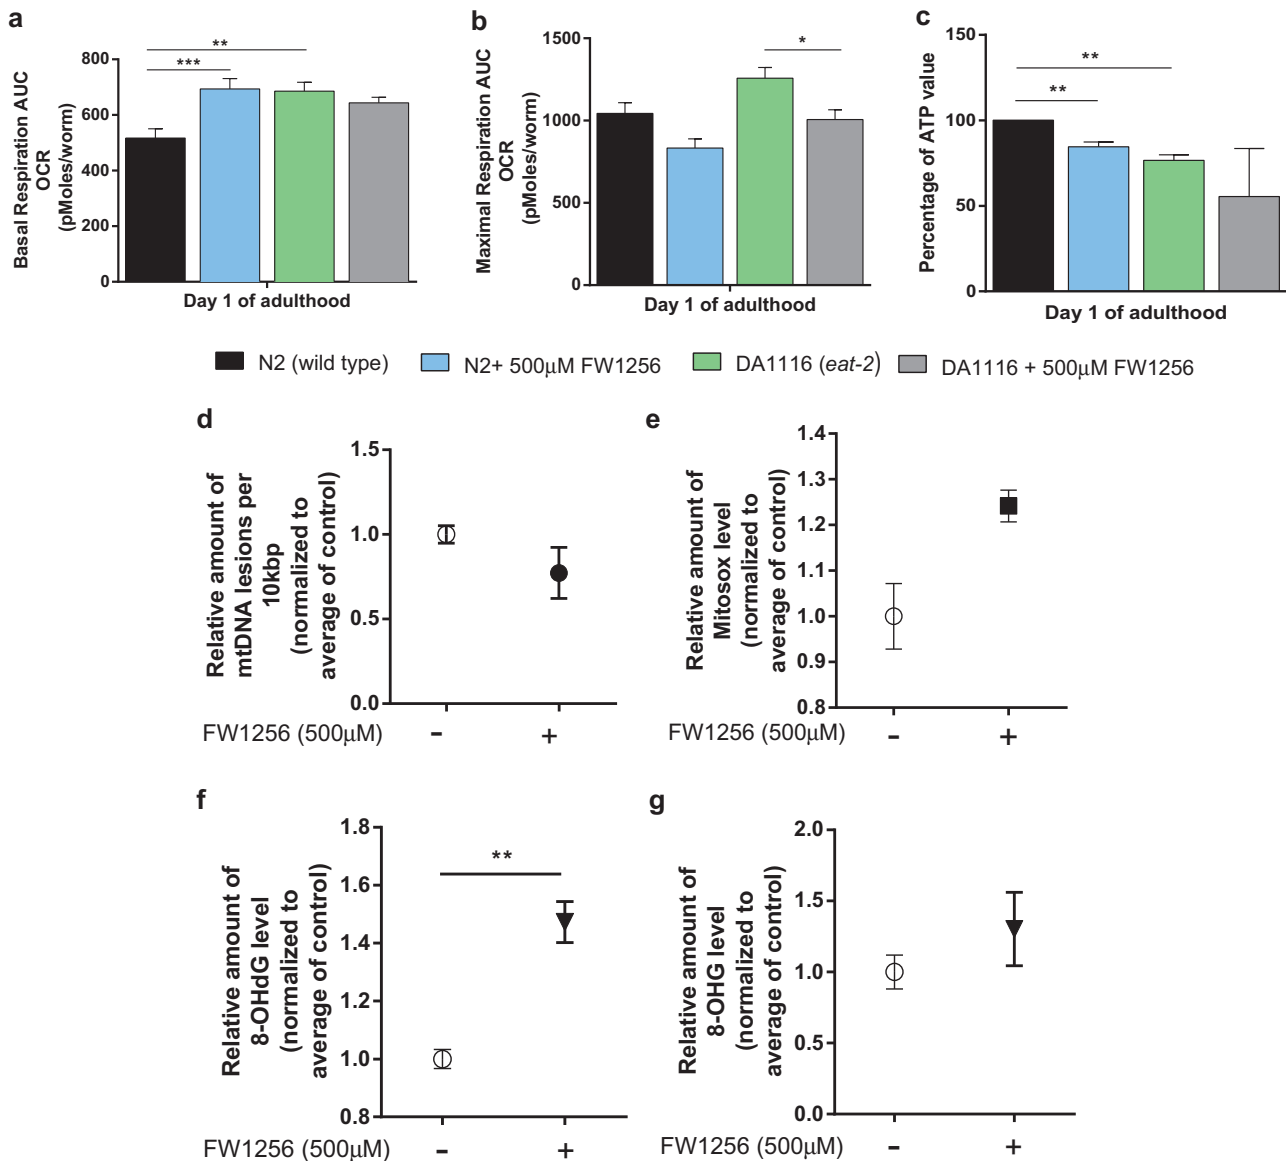 a
Basal Respiration AUC
OCR
(pMoles/worm)
800
600
400
200
0
**
***
Day 1 of adulthood
b
Maximal Respiration AUC
OCR
(pMoles/worm)
1500
1000
500
0
*
Day 1 of adulthood
c
Percentage of ATP value
150
100
50
0
**
**
Day 1 of adulthood
N2 (wild type)
N2+ 500μM FW1256
DA1116 (eat-2)
DA1116 + 500μM FW1256
d
Relative amount of
mtDNA lesions per
10kbp
(normalized to
average of control)
1.5
1.0
0.5
0.0
FW1256 (500μM) - +
e
Relative amount of
Mitosox level
(normalized to
average of control)
1.4
1.3
1.2
1.1
1.0
0.9
0.8
FW1256 (500μM) - +
f
Relative amount of
8-OHdG level
(normalized to
average of control)
1.8
1.6
1.4
1.2
1.0
0.8
**
FW1256 (500μM) - +
g
Relative amount of
8-OHG level
(normalized to
average of control)
2.0
1.5
1.0
0.5
0.0
FW1256 (500μM) - +